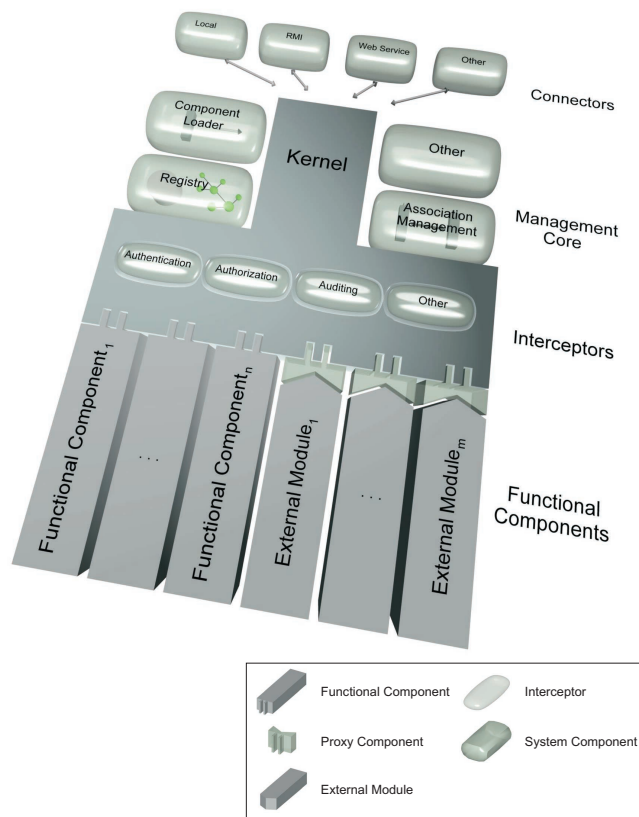 Local
RMI
Web Service
Other
Connectors
Component
Loader
Kernel
Other
Registry
Association
Management
Management
Core
Authentication
Authorization
Auditing
Other
Interceptors
Functional Component1
. . .
Functional Componentn
External Module1
. . .
External Modulem
Functional
Components
Functional Component
Interceptor
Proxy Component
System Component
External Module